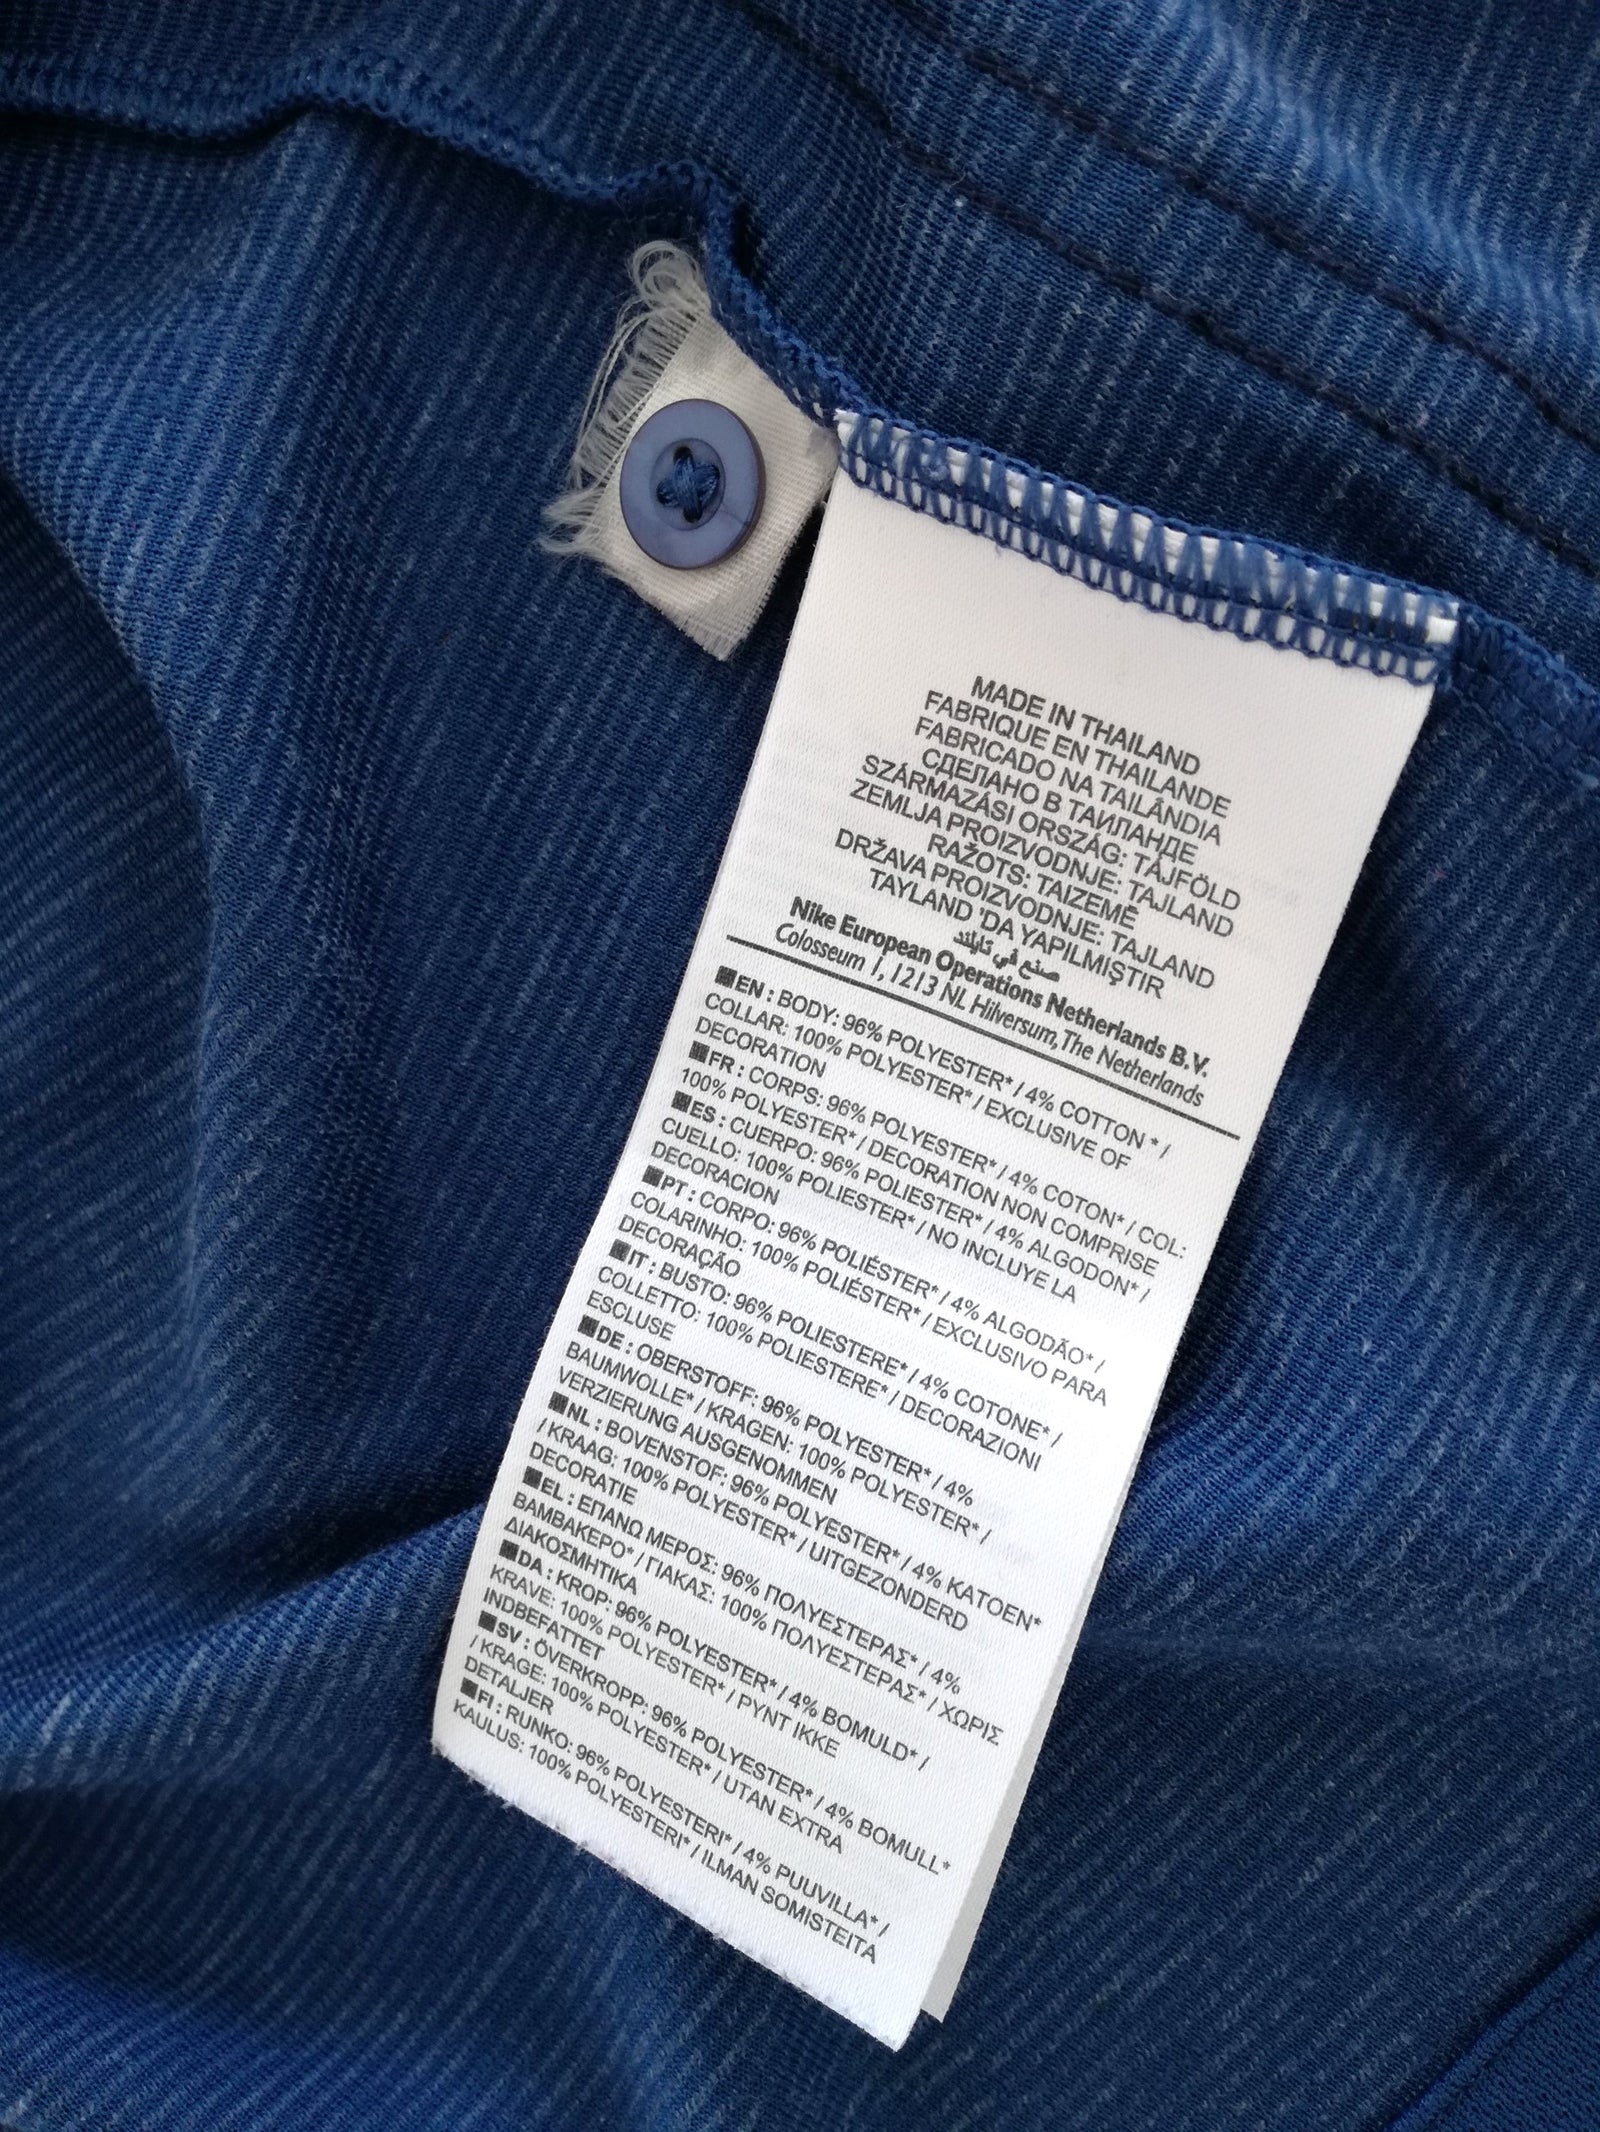 MADE IN THAILAND
FABRIQUE EN THAILANDE
FABRICADO NA TAILÂNDIA
СДЕЛАНО В ТАИЛАНДЕ
SZÁRMAZÁSI ORSZÁG: TÁJFÖLD
ZEMLJA PROIZVODNJE: TAJLAND
RAŽOTS: TAIZEMĒ
DRŽAVA PROIZVODNJE: TAJLAND
TAYLAND 'DA YAPILMIŞTIR
صنع في تايلند
Nike European Operations Netherlands B.V.
Colosseum 1, 1213 NL Hilversum, The Netherlands
EN : BODY: 96% POLYESTER* / 4% COTTON * /
COLLAR: 100% POLYESTER* / EXCLUSIVE OF
DECORATION
FR : CORPS: 96% POLYESTER* / 4% COTON* / COL:
100% POLYESTER* / DECORATION NON COMPRISE
ES : CUERPO: 96% POLIESTER* / 4% ALGODON* /
CUELLO: 100% POLIESTER* / NO INCLUYE LA
DECORACION
PT : CORPO: 96% POLIÉSTER* / 4% ALGODÃO* /
COLARINHO: 100% POLIÉSTER* / EXCLUSIVO PARA
DECORAÇÃO
IT : BUSTO: 96% POLIESTERE* / 4% COTONE* /
COLLETTO: 100% POLIESTERE* / DECORAZIONI
ESCLUSE
DE : OBERSTOFF: 96% POLYESTER* / 4%
BAUMWOLLE* / KRAGEN: 100% POLYESTER* /
VERZIERUNG AUSGENOMMEN
NL : BOVENSTOF: 96% POLYESTER* / 4% KATOEN*
/ KRAAG: 100% POLYESTER* / UITGEZONDERD
DECORATIE
EL : ΕΠΑΝΩ ΜΕΡΟΣ: 96% ΠΟΛΥΕΣΤΕΡΑΣ* / 4%
ΒΑΜΒΑΚΕΡΟ* / ΓΙΑΚΑΣ: 100% ΠΟΛΥΕΣΤΕΡΑΣ* / ΧΩΡΙΣ
ΔΙΑΚΟΣΜΗΤΙΚΑ
DA : KROP: 96% POLYESTER* / 4% BOMULD* /
KRAVE: 100% POLYESTER* / PYNT IKKE
INDBEFATTET
SV : ÖVERKROPP: 96% POLYESTER* / 4% BOMULL*
/ KRAGE: 100% POLYESTER* / UTAN EXTRA
DETALJER
FI : RUNKO: 96% POLYESTERI* / 4% PUUVILLA* /
KAULUS: 100% POLYESTERI* / ILMAN SOMISTEITA